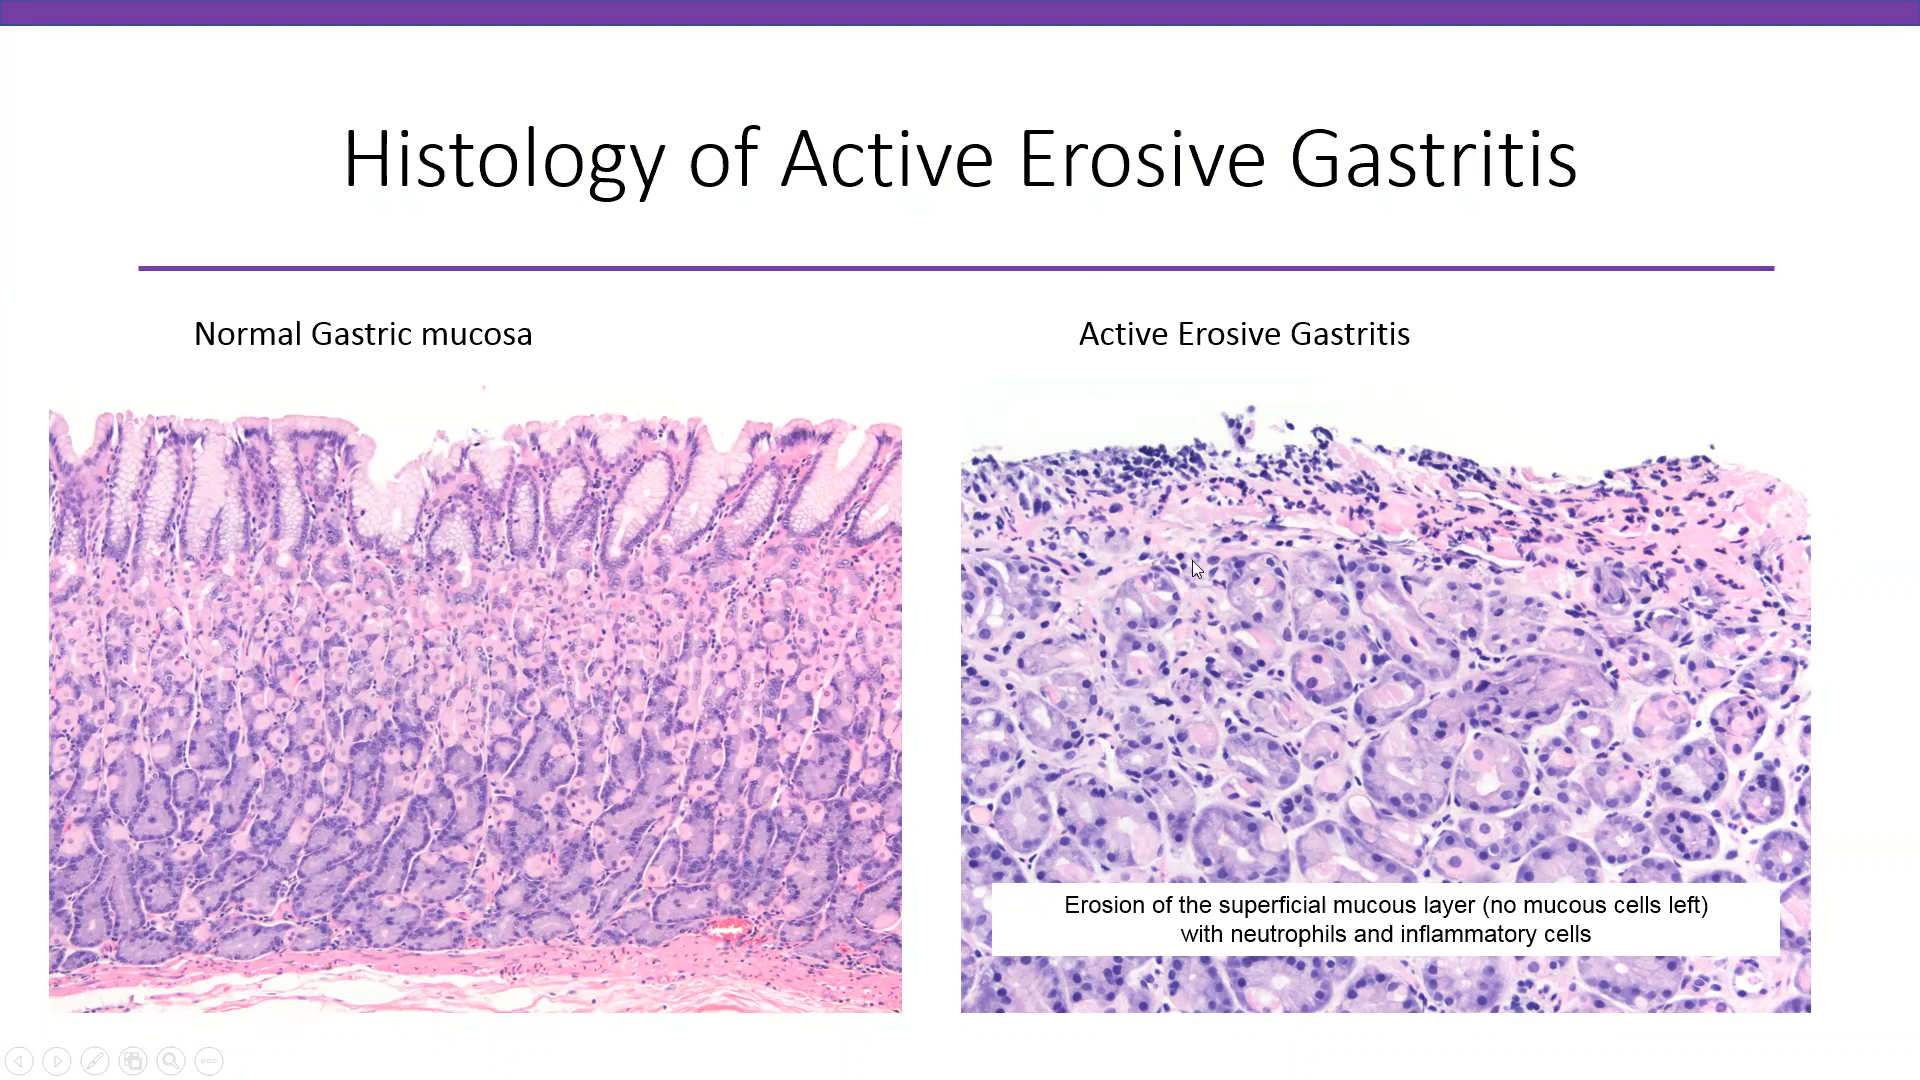 Histology of Active Erosive Gastritis
Normal Gastric mucosa
Active Erosive Gastritis
Erosion of the superficial mucous layer (no mucous cells left)
with neutrophils and inflammatory cells